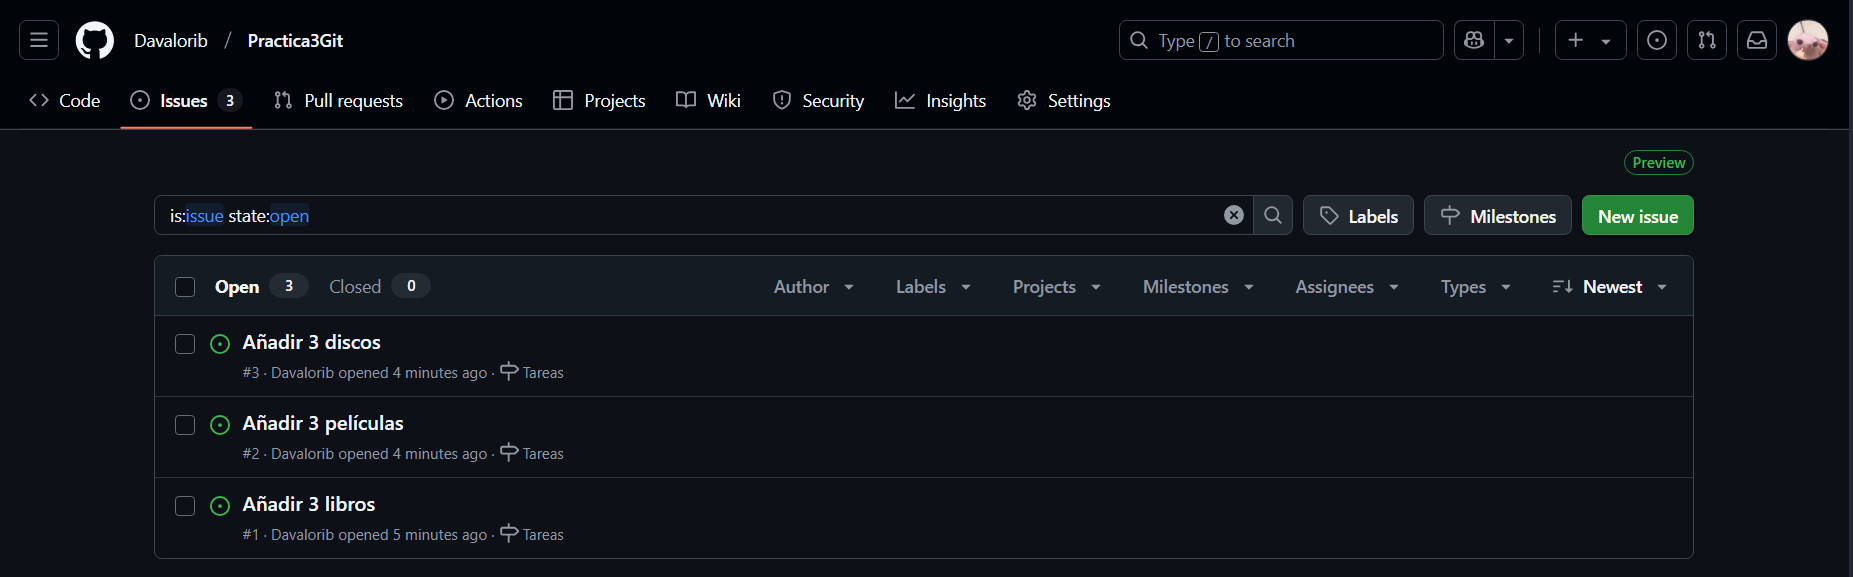 Davalorib / Practica3Git Type / to search
Code Issues 3 Pull requests Actions Projects Wiki Security Insights Settings
Preview
is:issue state:open Labels Milestones New issue
Open 3 Closed 0 Author Labels Projects Milestones Assignees Types Newest
Añadir 3 discos
#3 · Davalorib opened 4 minutes ago · Tareas
Añadir 3 películas
#2 · Davalorib opened 4 minutes ago · Tareas
Añadir 3 libros
#1 · Davalorib opened 5 minutes ago · Tareas